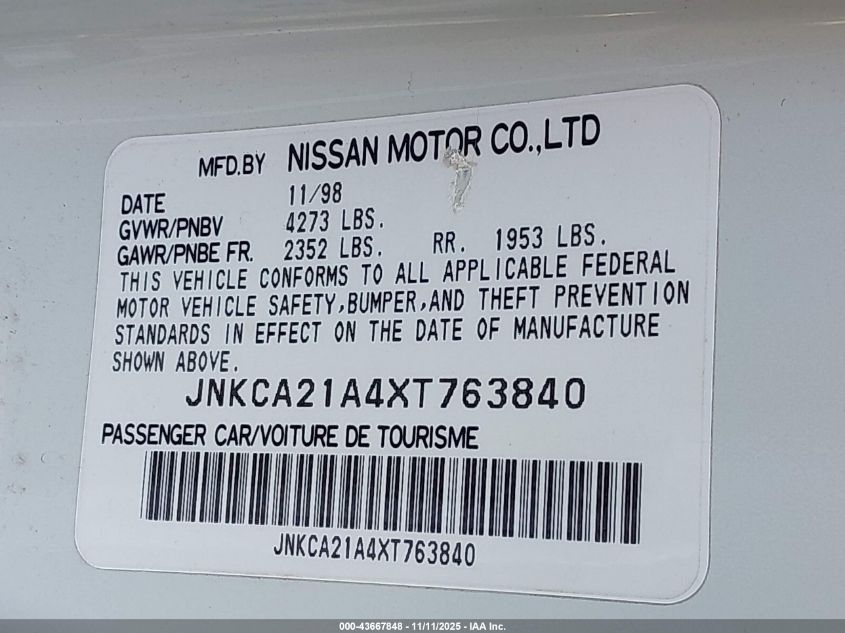 MFD.BY NISSAN MOTOR CO.,LTD
DATE 11/98
GVWR/PNBV 4273 LBS.
GAWR/PNBE FR. 2352 LBS. RR. 1953 LBS.
THIS VEHICLE CONFORMS TO ALL APPLICABLE FEDERAL
MOTOR VEHICLE SAFETY,BUMPER,AND THEFT PREVENTION
STANDARDS IN EFFECT ON THE DATE OF MANUFACTURE
SHOWN ABOVE.
JNKCA21A4XT763840
PASSENGER CAR/VOITURE DE TOURISME
JNKCA21A4XT763840
000-43667848 - 11/11/2025 - IAA Inc.